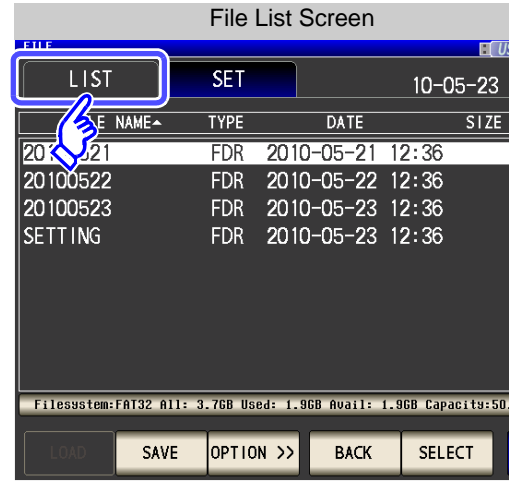 File List Screen
FILE
LIST SET 10-05-23
NAME▲ TYPE DATE SIZE
FDR 2010-05-21 12:36
20100522 FDR 2010-05-22 12:36
20100523 FDR 2010-05-23 12:36
SETTING FDR 2010-05-23 12:36
Filesystem:FAT32 All: 3.7GB Used: 1.9GB Avail: 1.9GB Capacity:50.
LOAD SAVE OPTION >> BACK SELECT